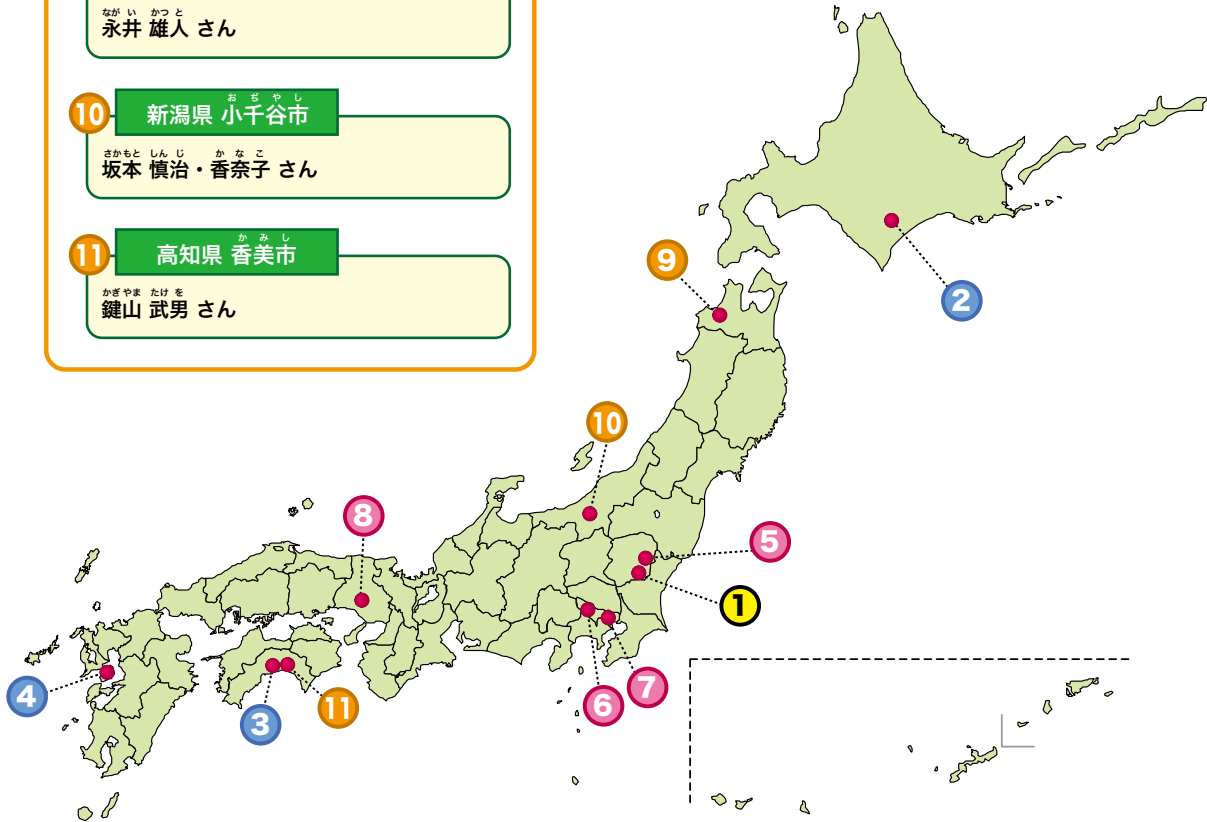 なが い かつ と
永井 雄人 さん
10
お ぢ や し
新潟県 小千谷市
さかもと しん じ か な こ
坂本 慎治・香奈子 さん
11
か み し
高知県 香美市
かぎやま たけ を
鍵山 武男 さん
9
2
10
8
5
1
4
7
6
11
3